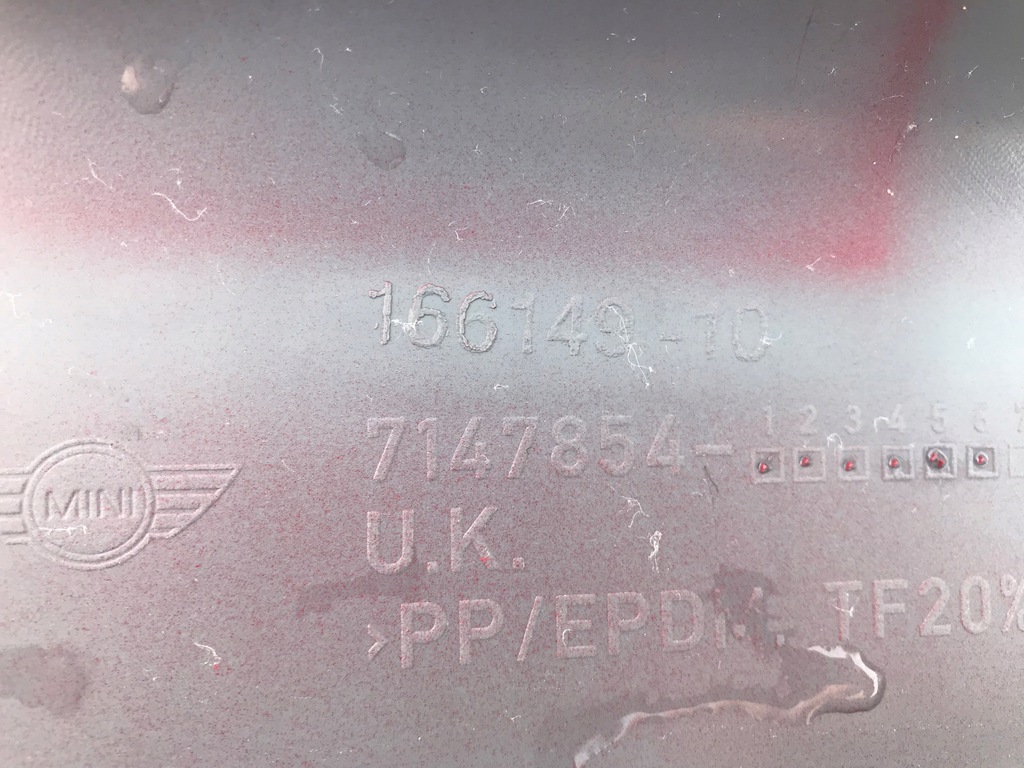 166149-10
7147854- 1 2 3 4 5 6
MINI
U.K.
>PP/EPDM. TF20%